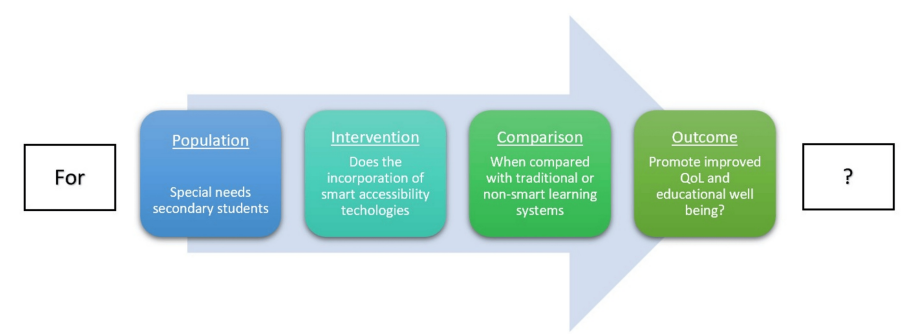 For
Population
Special needs
secondary students
Intervention
Does the
incorporation of
smart accessibility
techologies
Comparison
When compared
with traditional or
non-smart learning
systems
Outcome
Promote improved
QoL and
educational well
being?
?